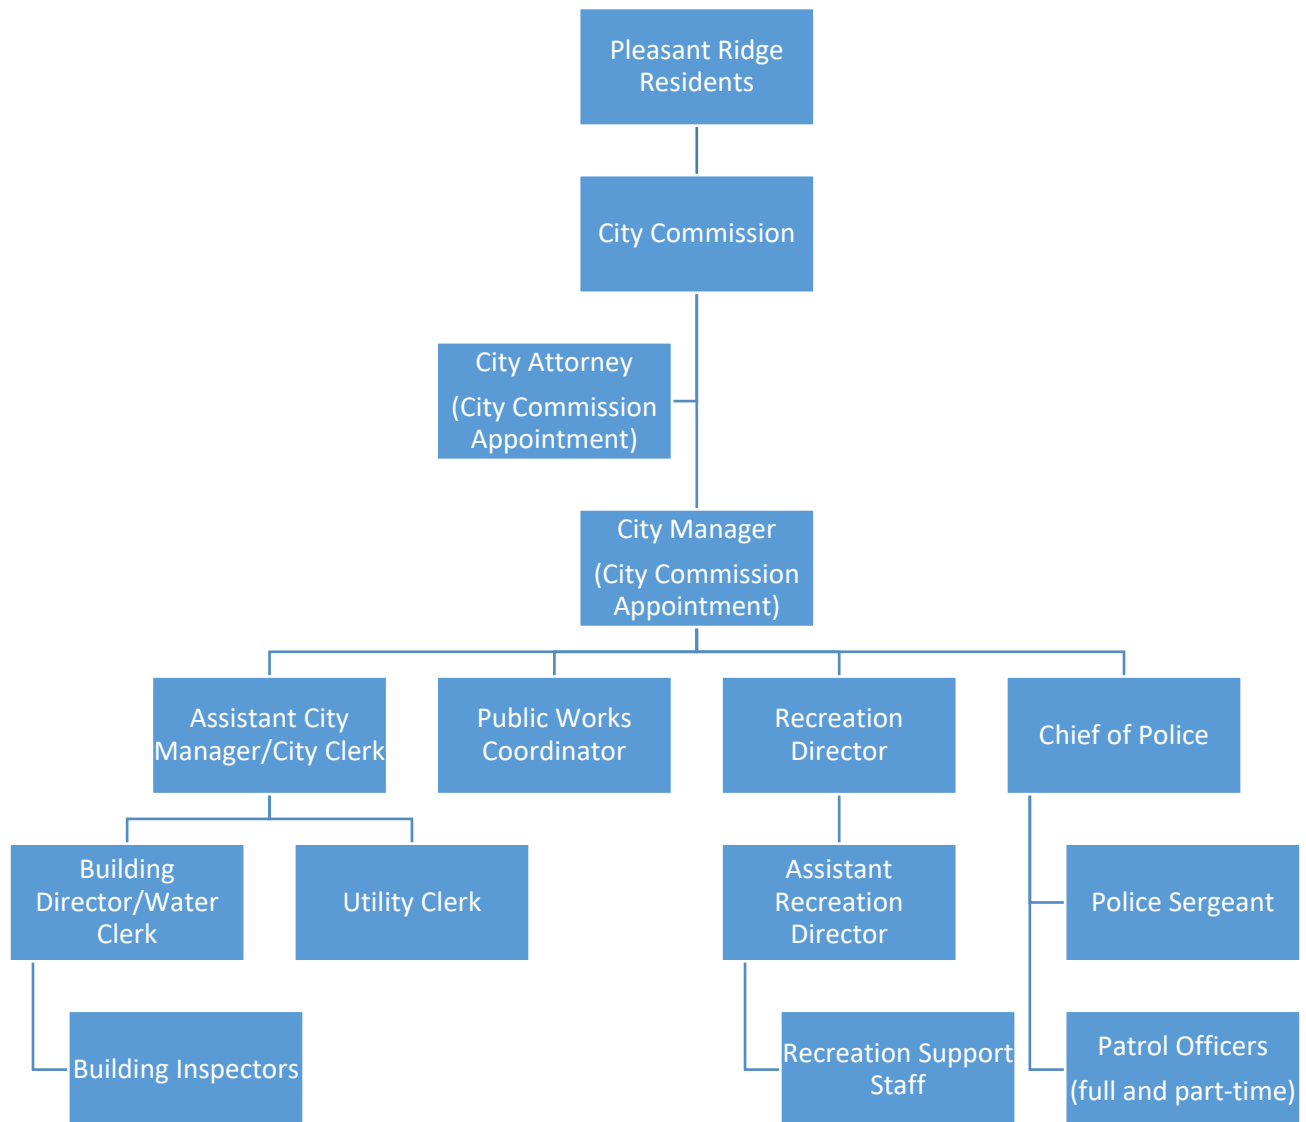 Pleasant Ridge
Residents
City Commission
City Attorney
(City Commission
Appointment)
City Manager
(City Commission
Appointment)
Assistant City
Manager/City Clerk
Public Works
Coordinator
Recreation
Director
Chief of Police
Building
Director/Water
Clerk
Utility Clerk
Assistant
Recreation
Director
Police Sergeant
Building Inspectors
Recreation Support
Staff
Patrol Officers
(full and part-time)